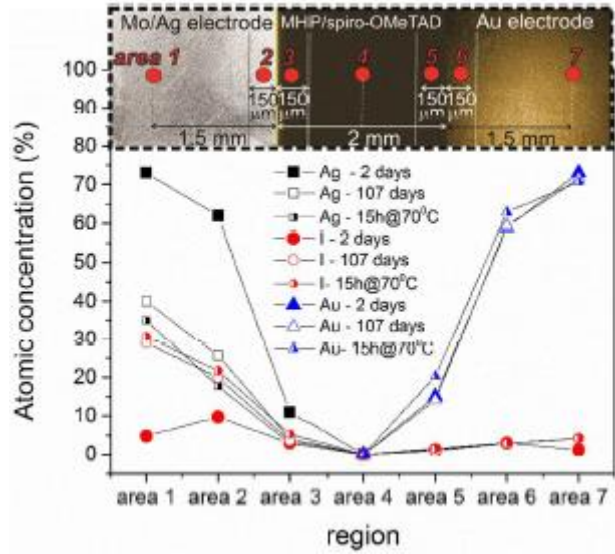 Mo/Ag electrode MHP/spiro-OMeTAD Au electrode
area 1 2 3 4 5 6 7
150 μm 150 μm 150 μm 150 μm
1.5 mm 2 mm 1.5 mm
100
90
80
70
60
50
40
30
20
10
0
Atomic concentration (%)
Ag - 2 days
Ag - 107 days
Ag - 15h@70⁰C
I - 2 days
I - 107 days
I- 15h@70⁰C
Au - 2 days
Au - 107 days
Au- 15h@70⁰C
area 1 area 2 area 3 area 4 area 5 area 6 area 7
region